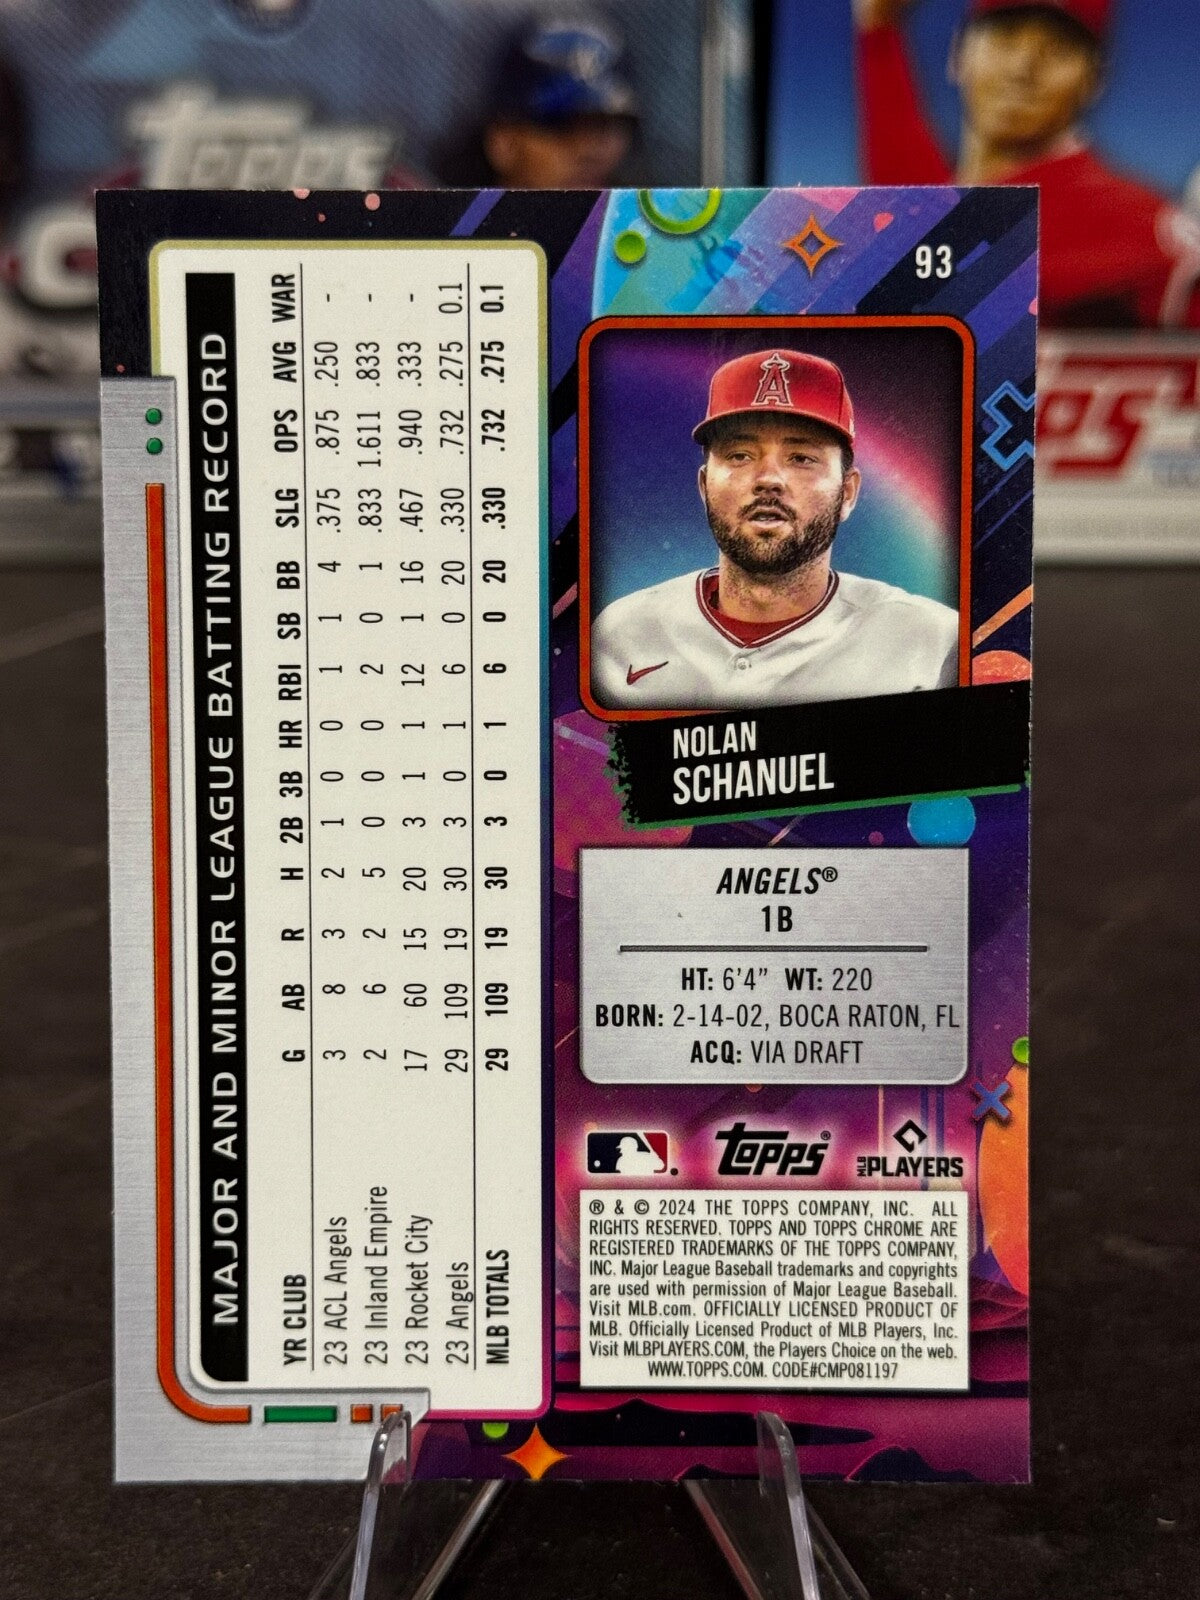 Topps
93
A
NOLAN
SCHANUEL
ANGELS®
1B
HT: 6'4" WT: 220
BORN: 2-14-02, BOCA RATON, FL
ACQ: VIA DRAFT
TOPPS®
MLB PLAYERS
® & © 2024 THE TOPPS COMPANY, INC. ALL
RIGHTS RESERVED. TOPPS AND TOPPS CHROME ARE
REGISTERED TRADEMARKS OF THE TOPPS COMPANY,
INC. Major League Baseball trademarks and copyrights
are used with permission of Major League Baseball.
Visit MLB.com. OFFICIALLY LICENSED PRODUCT OF
MLB. Officially Licensed Product of MLB Players, Inc.
Visit MLBPLAYERS.COM, the Players Choice on the web.
WWW.TOPPS.COM. CODE#CMP081197
MAJOR AND MINOR LEAGUE BATTING RECORD
YR CLUB G AB R H 2B 3B HR RBI SB BB SLG OPS AVG WAR
23 ACL Angels 3 8 3 2 1 0 0 1 1 4 .375 .875 .250 -
23 Inland Empire 2 6 2 5 0 0 0 2 0 1 .833 1.611 .833 -
23 Rocket City 17 60 15 20 3 1 1 12 1 16 .467 .940 .333 -
23 Angels 29 109 19 30 3 0 1 6 0 20 .330 .732 .275 0.1
MLB TOTALS 29 109 19 30 3 0 1 6 0 20 .330 .732 .275 0.1